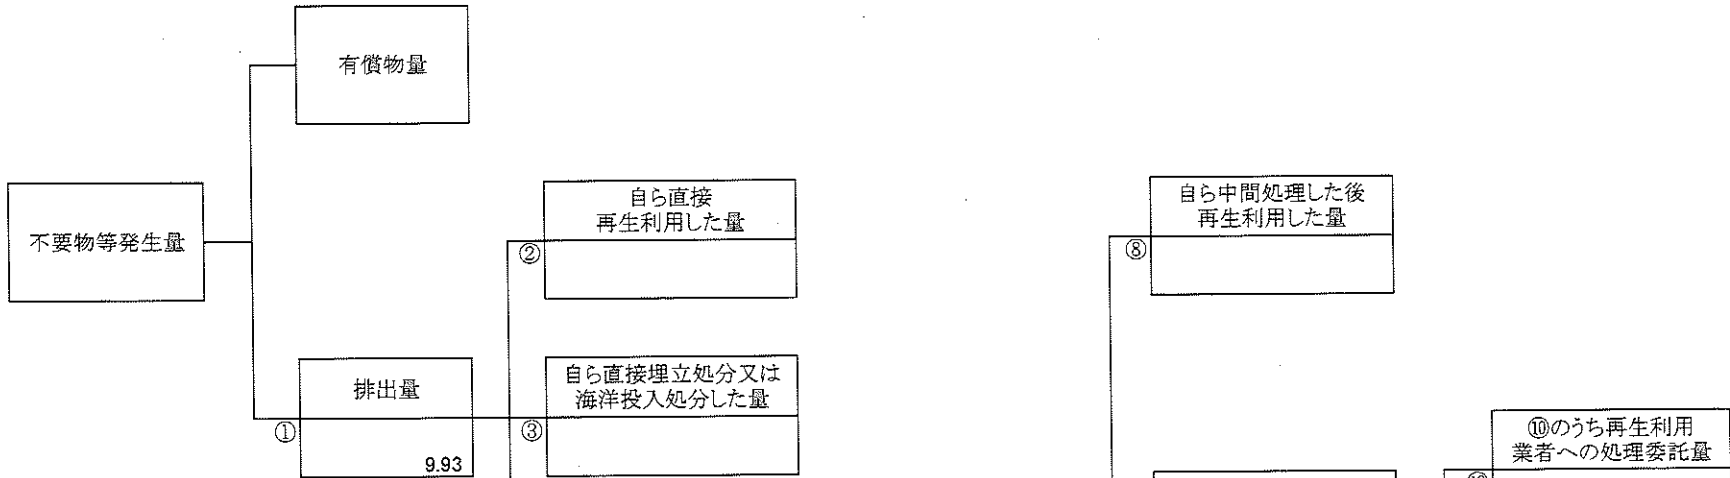 有償物量
不要物等発生量
自ら直接
再生利用した量
②
自ら中間処理した後
再生利用した量
⑧
排出量
①
9.93
自ら直接埋立処分又は
海洋投入処分した量
③
⑩のうち再生利用
業者への処理委託量